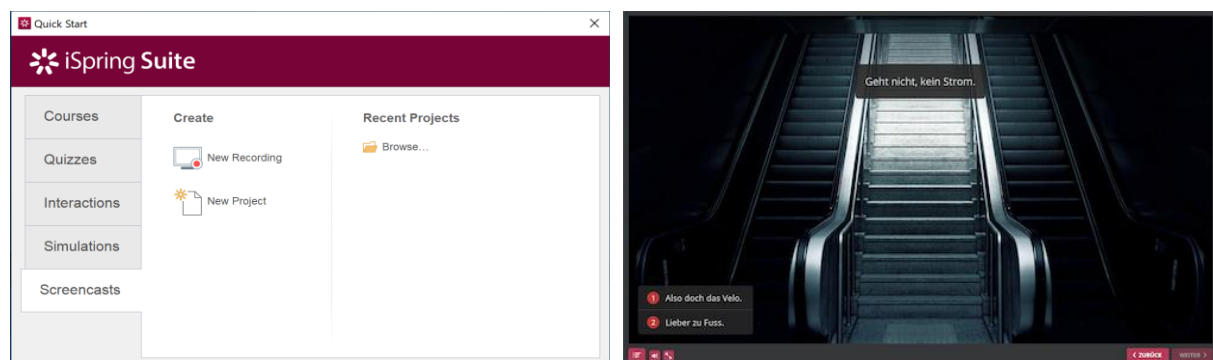 Quick Start
iSpring Suite
Courses
Quizzes
Interactions
Simulations
Screencasts
Create
New Recording
New Project
Recent Projects
Browse...
Geht nicht, kein Strom.
1 Also doch das Velo.
2 Lieber zu Fuss.
< ZURÜCK
WEITER >